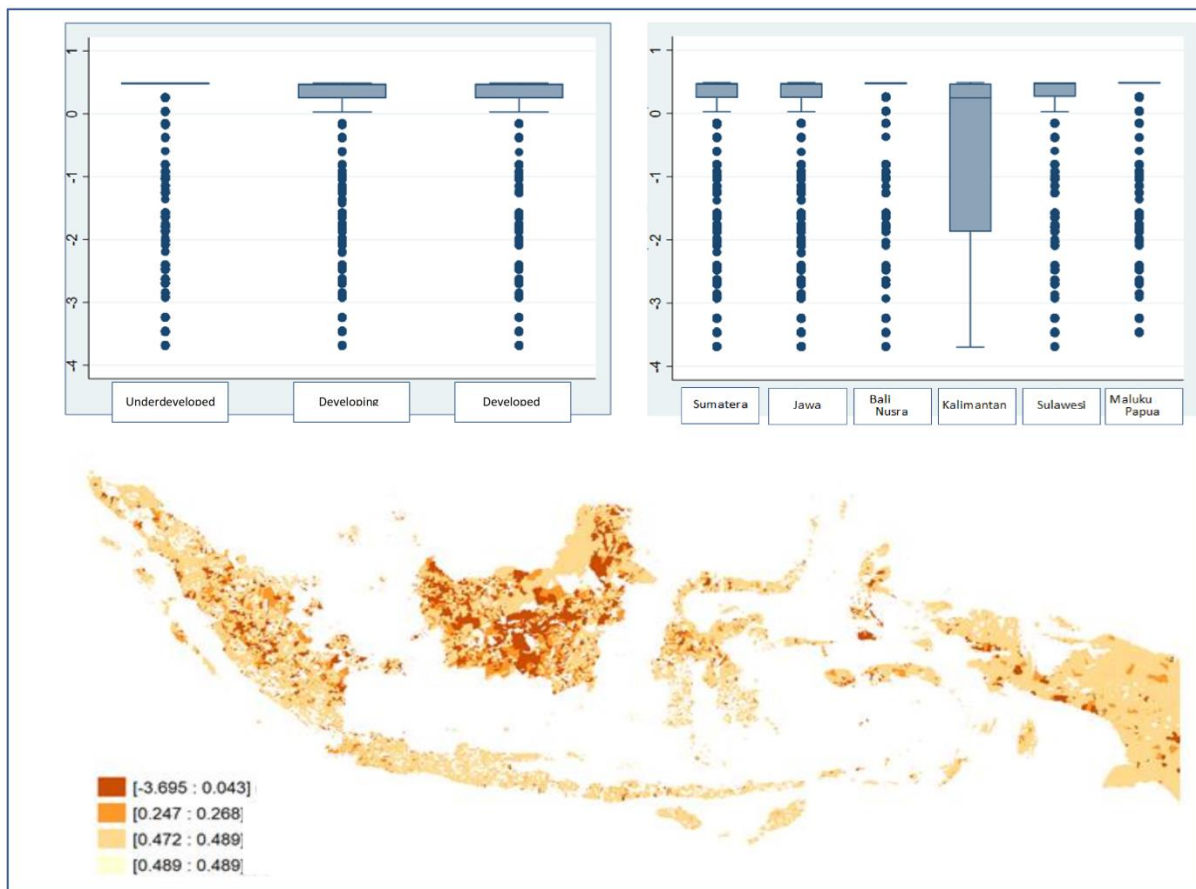 1
0
-1
-2
-3
-4
Underdeveloped
Developing
Developed
1
0
-1
-2
-3
-4
Sumatera
Jawa
Bali
Nusra
Kalimantan
Sulawesi
Maluku
Papua
[-3.695 : 0.043]
[0.247 : 0.268]
[0.472 : 0.489]
[0.489 : 0.489]